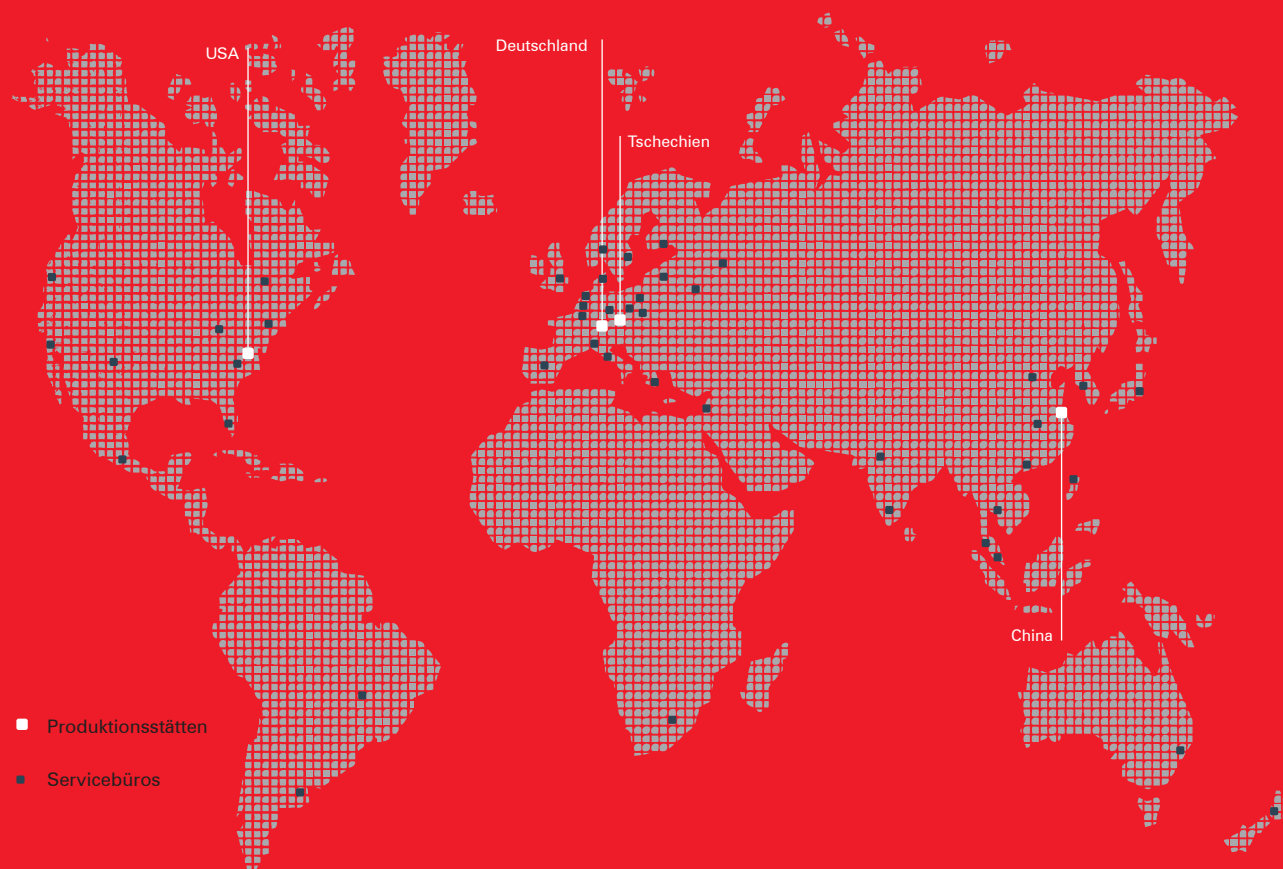 USA
Deutschland
Tschechien
China
Produktionsstätten
Servicebüros